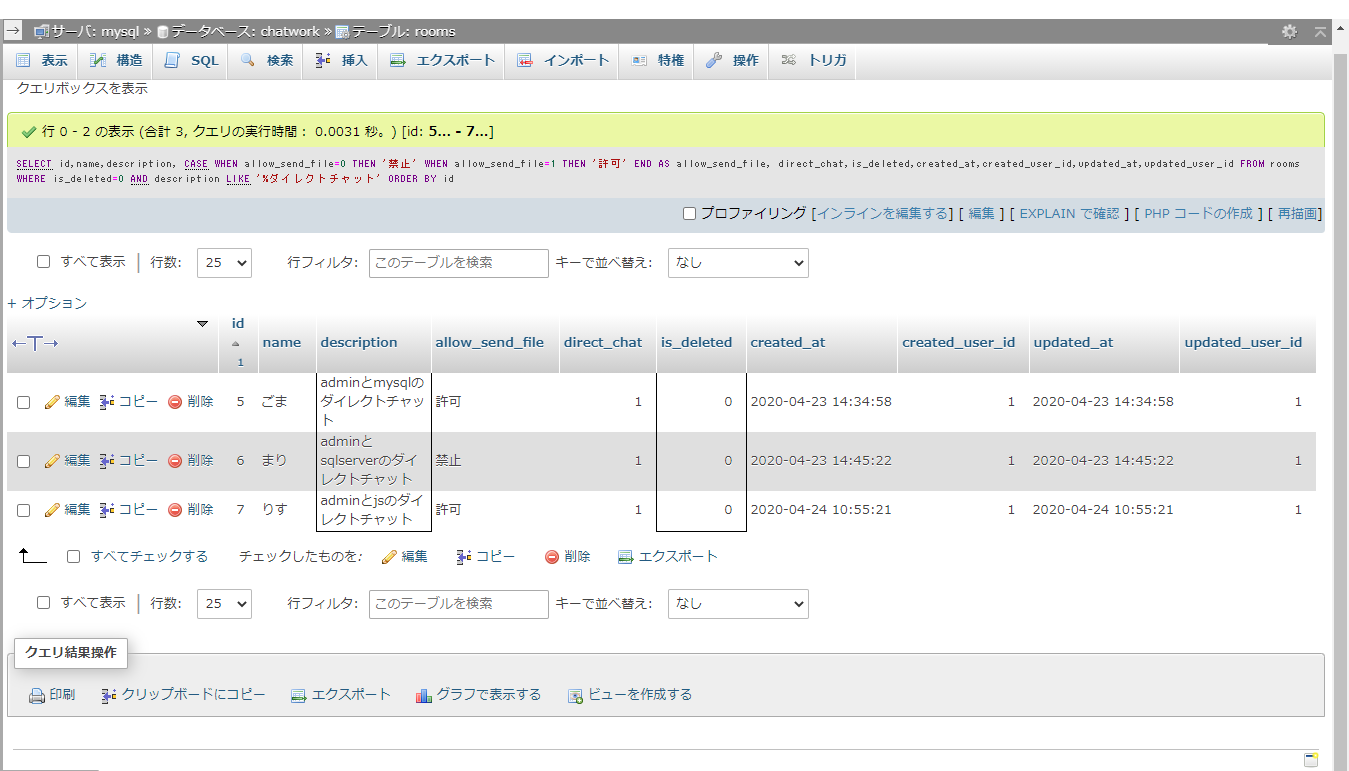 サーバ: mysql » データベース: chatwork » テーブル: rooms
表示 構造 SQL 検索 挿入 エクスポート インポート 特権 操作 トリガ
クエリボックスを表示
行 0 - 2 の表示 (合計 3, クエリの実行時間： 0.0031 秒。) [id: 5... - 7...]
SELECT id,name,description, CASE WHEN allow_send_file=0 THEN '禁止' WHEN allow_send_file=1 THEN '許可' END AS allow_send_file, direct_chat,is_deleted,created_at,created_user_id,updated_at,updated_user_id FROM rooms
WHERE is_deleted=0 AND description LIKE '%ダイレクトチャット' ORDER BY id
プロファイリング [インラインを編集する] [ 編集 ] [ EXPLAIN で確認 ] [ PHP コードの作成 ] [ 再描画]
すべて表示 行数: 25 行フィルタ: このテーブルを検索 キーで並べ替え: なし
+ オプション
←T→ id 1 name description allow_send_file direct_chat is_deleted created_at created_user_id updated_at updated_user_id
adminとmysqlの
編集 コピー 削除 5 ごま ダイレクトチャッ 許可 1 0 2020-04-23 14:34:58 1 2020-04-23 14:34:58 1
ト
adminと
編集 コピー 削除 6 まり sqlserverのダイ 禁止 1 0 2020-04-23 14:45:22 1 2020-04-23 14:45:22 1
レクトチャット
adminとjsのダイ
編集 コピー 削除 7 りす 許可 1 0 2020-04-24 10:55:21 1 2020-04-24 10:55:21 1
レクトチャット
すべてチェックする チェックしたものを: 編集 コピー 削除 エクスポート
すべて表示 行数: 25 行フィルタ: このテーブルを検索 キーで並べ替え: なし
クエリ結果操作
印刷 クリップボードにコピー エクスポート グラフで表示する ビューを作成する